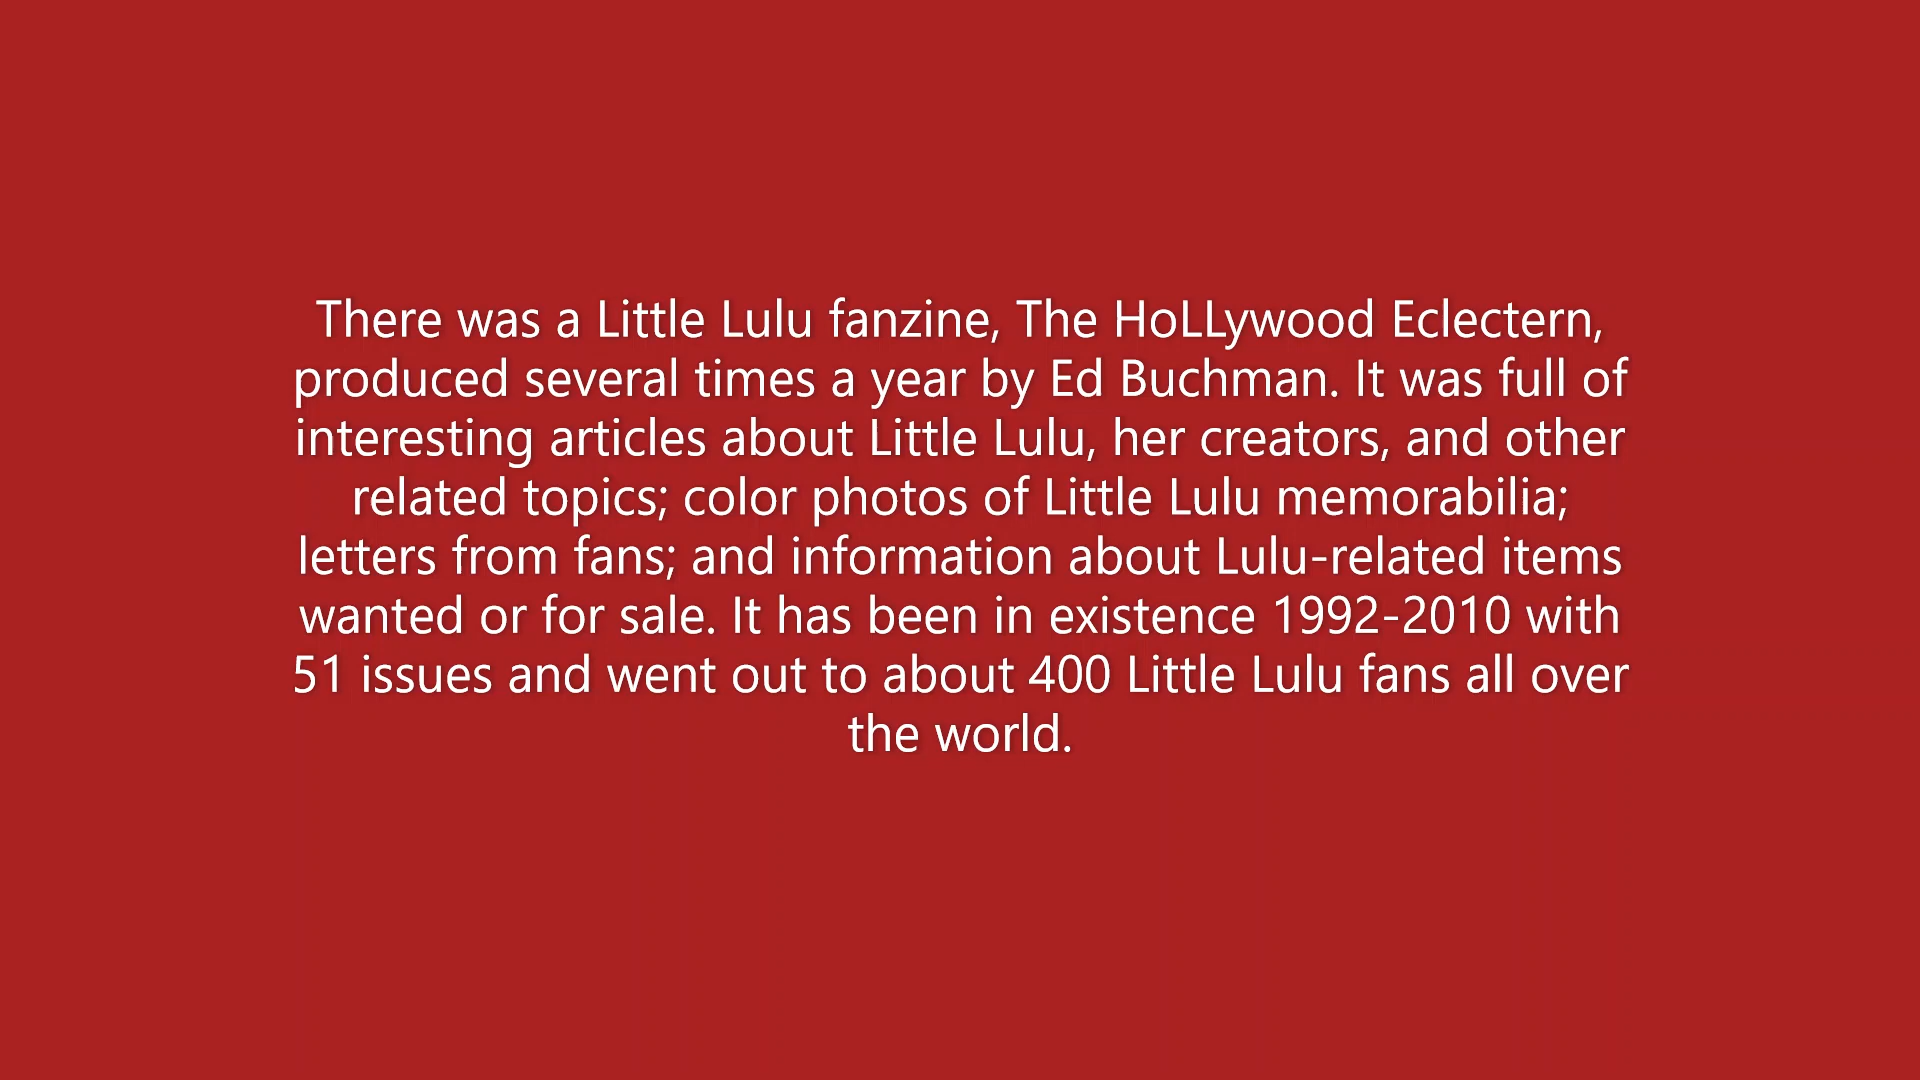 There was a Little Lulu fanzine, The HoLLywood Eclectern,
produced several times a year by Ed Buchman. It was full of
interesting articles about Little Lulu, her creators, and other
related topics; color photos of Little Lulu memorabilia;
letters from fans; and information about Lulu-related items
wanted or for sale. It has been in existence 1992-2010 with
51 issues and went out to about 400 Little Lulu fans all over
the world.